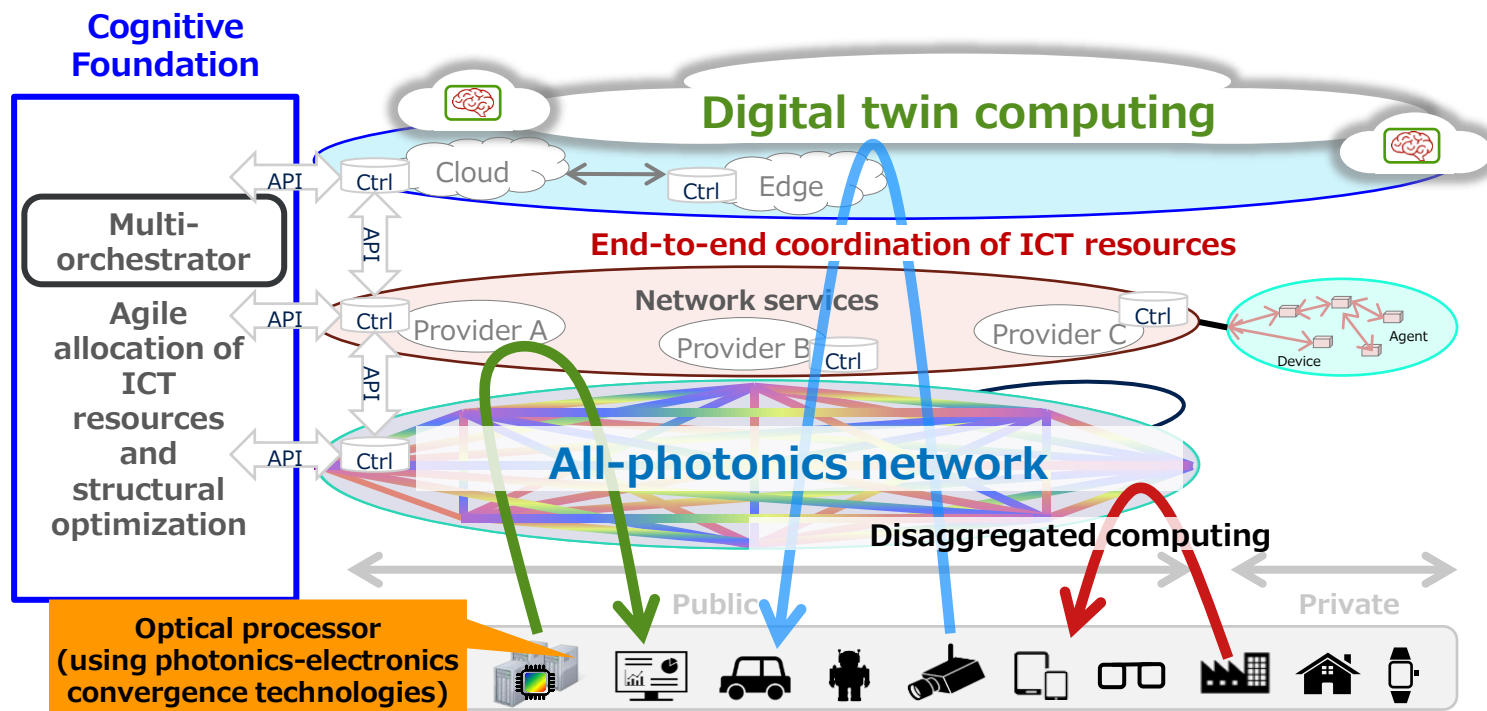 Cognitive
Foundation
Digital twin computing
API
Ctrl
Cloud
Ctrl
Edge
Multi-
orchestrator
API
End-to-end coordination of ICT resources
Network services
Agile
allocation of
ICT
resources
and
structural
optimization
API
Ctrl
Provider A
Provider B
Ctrl
Provider C
Ctrl
Device
Agent
API
API
Ctrl
All-photonics network
Disaggregated computing
Public
Private
Optical processor
(using photonics-electronics
convergence technologies)